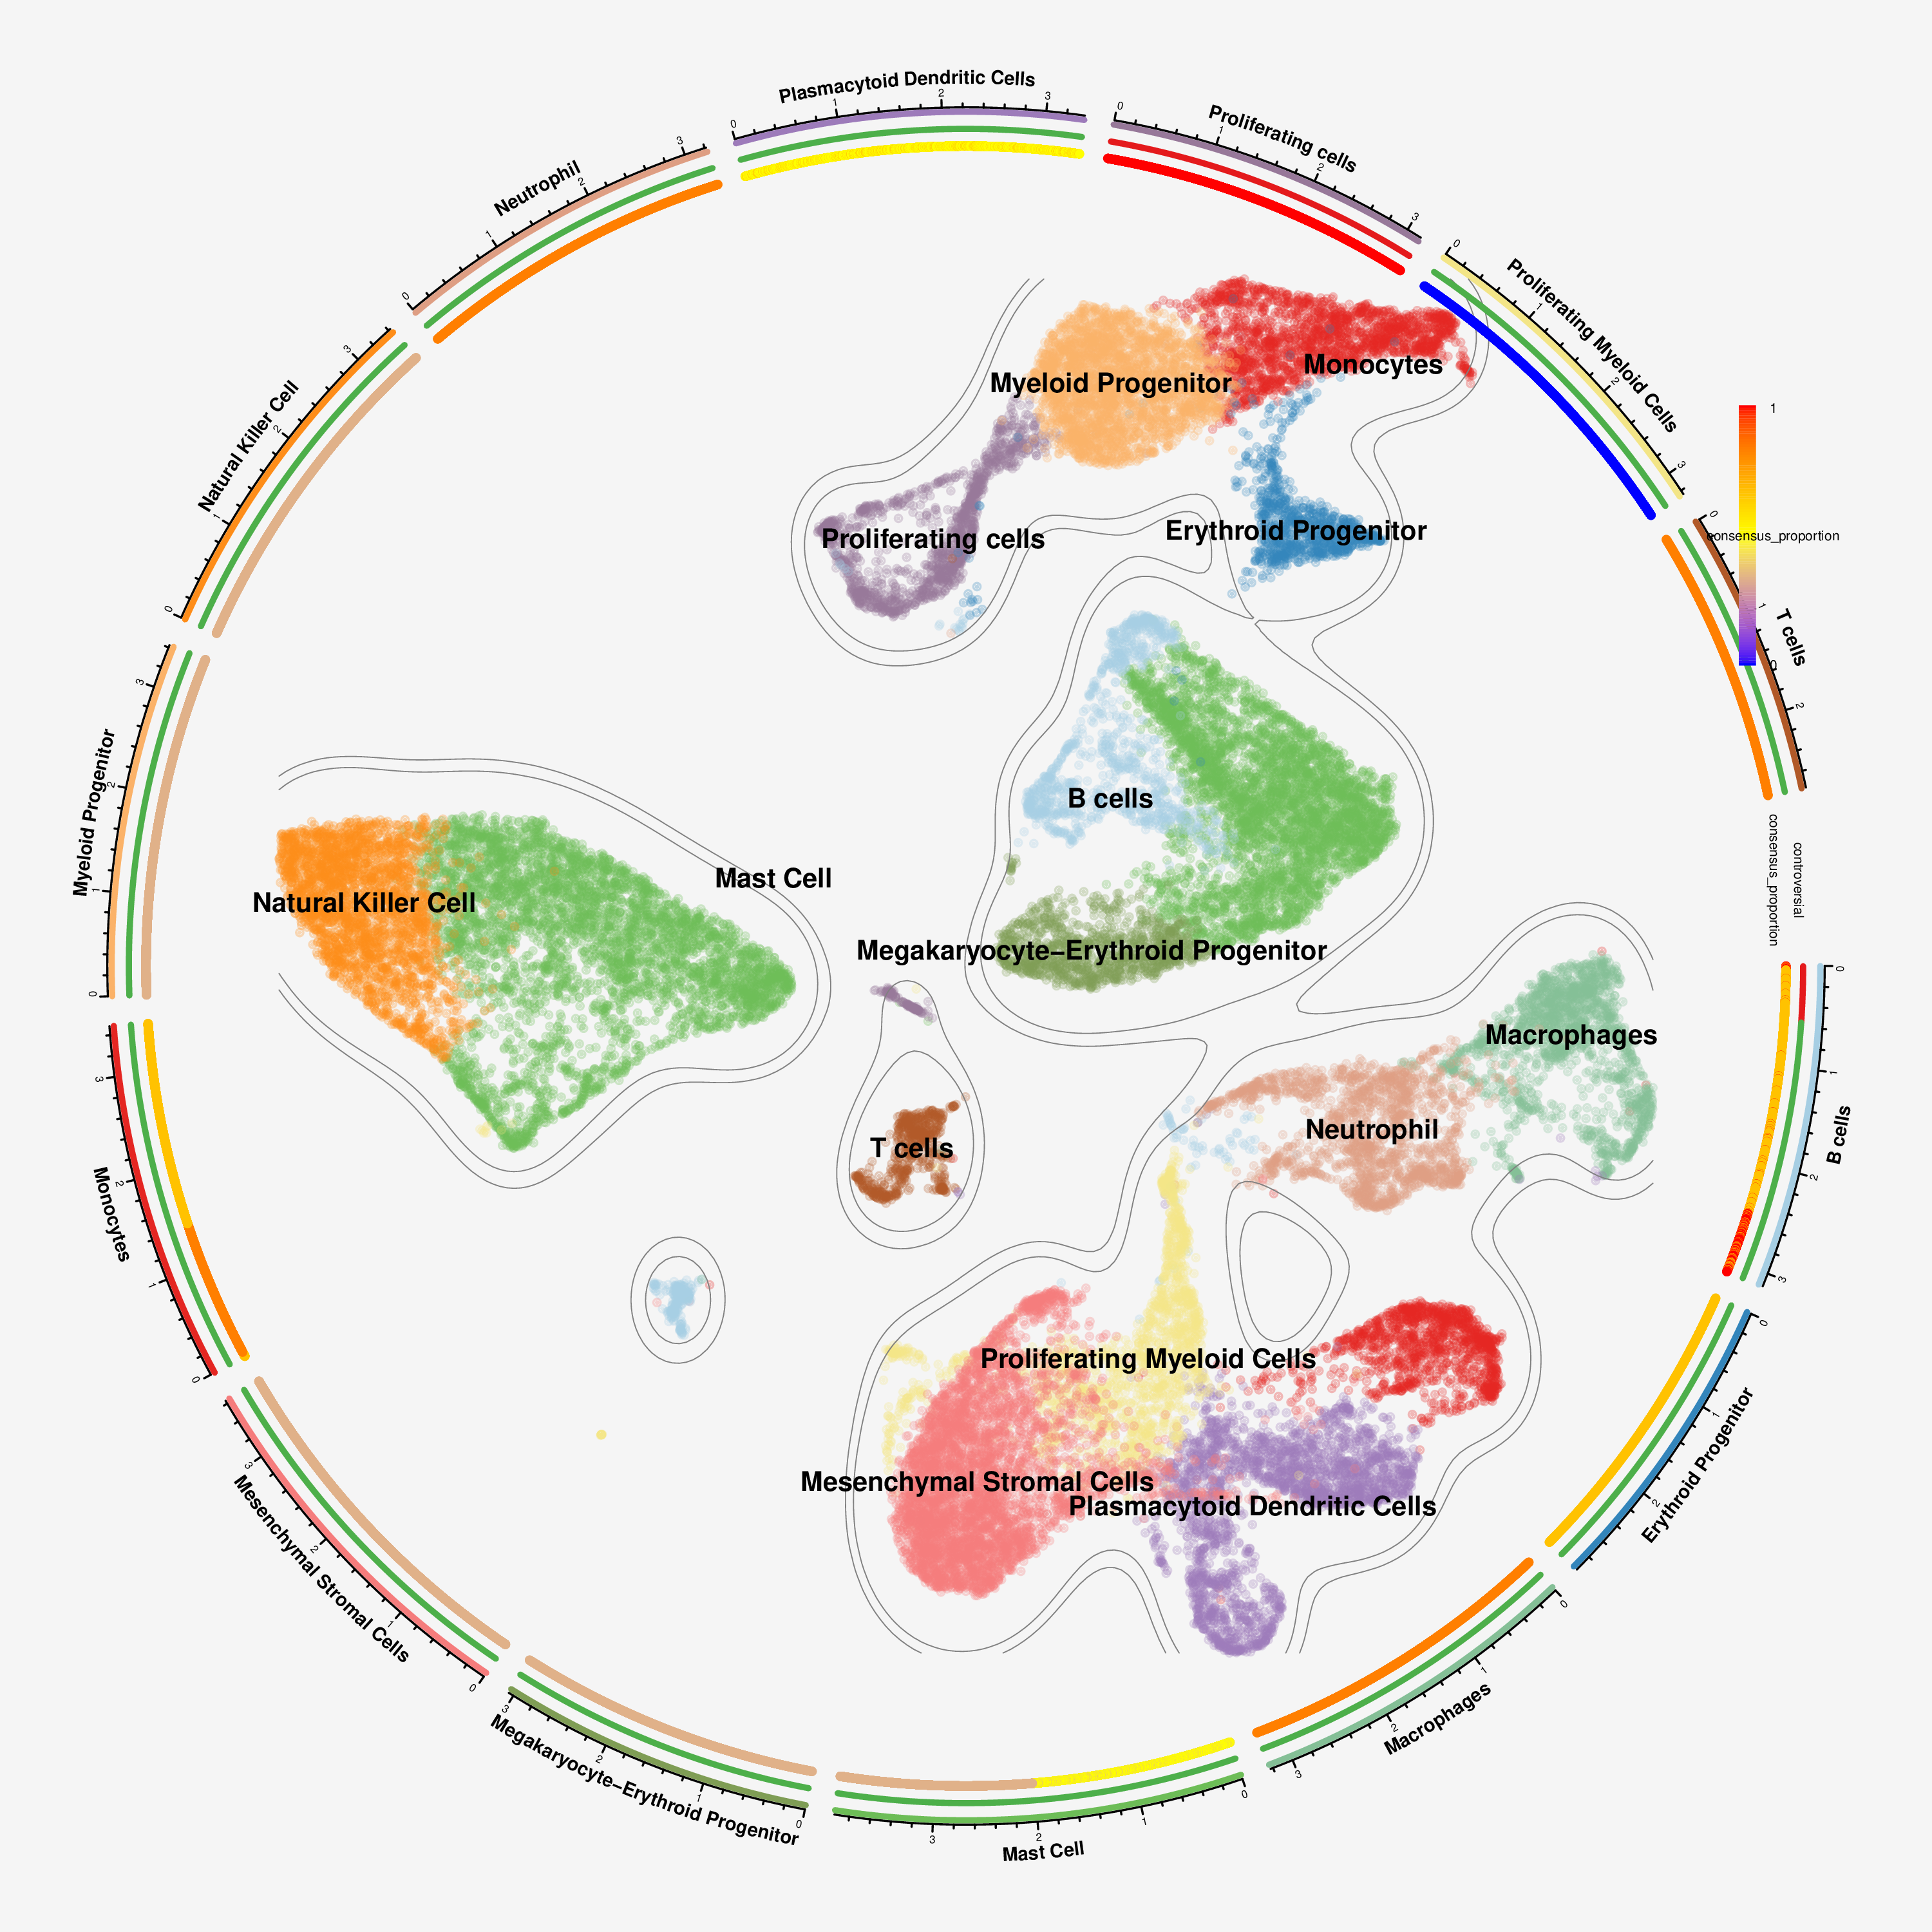 Plasmacytoid Dendritic Cells
0 1 2 3
Proliferating cells
0 1 2 3
Proliferating Myeloid Cells
0 1 2 3
T cells
0 2
controversial
consensus_proportion
B cells
0 1 2 3
Erythroid Progenitor
0 1 2
Macrophages
0 1 2 3
Mast Cell
0 1 2 3
Megakaryocyte−Erythroid Progenitor
0 1 2 3
Mesenchymal Stromal Cells
0 1 2 3
Monocytes
0 1 2 3
Myeloid Progenitor
0 1 2 3
Natural Killer Cell
0 1 2 3
Neutrophil
0 1 2 3
1
consensus_proportion
1
0
Monocytes
Myeloid Progenitor
Erythroid Progenitor
Proliferating cells
B cells
Mast Cell
Natural Killer Cell
Megakaryocyte−Erythroid Progenitor
Macrophages
Neutrophil
T cells
Proliferating Myeloid Cells
Mesenchymal Stromal Cells
Plasmacytoid Dendritic Cells